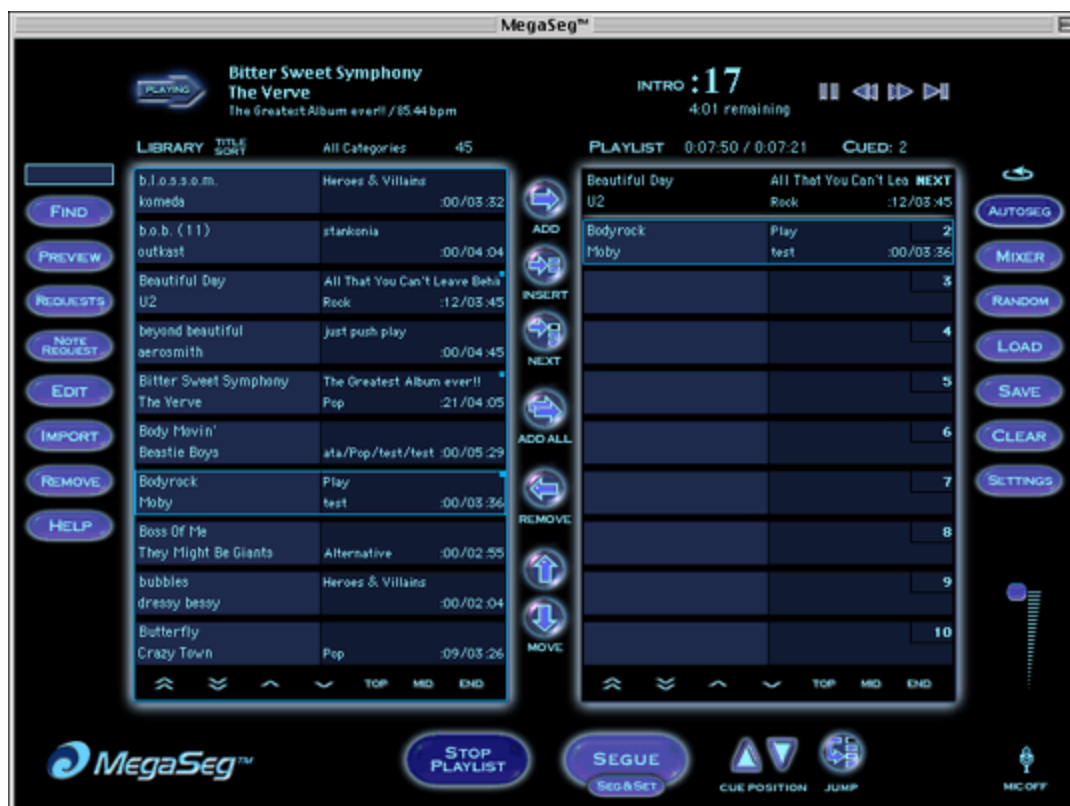 MegaSeg™
PLAYING
Bitter Sweet Symphony
The Verve
The Greatest Album ever!! / 85.44 bpm
INTRO :17
4:01 remaining
LIBRARY TITLE SORT All Categories 45
PLAYLIST 0:07:50 / 0:07:21 CUED: 2
FIND
PREVIEW
REQUESTS
NOTE REQUEST
EDIT
IMPORT
REMOVE
HELP
b.l.o.s.s.o.m. Heroes & Villains
komeda :00/03:32
b.o.b. (11) stankonia
outkast :00/04:04
Beautiful Day All That You Can't Leave Behi
U2 Rock :12/03:45
beyond beautiful just push play
aerosmith :00/04:45
Bitter Sweet Symphony The Greatest Album ever!!
The Verve Pop :21/04:05
Body Movin'
Beastie Boys ata/Pop/test/test :00/05:29
Bodyrock Play
Moby test :00/03:36
Boss Of Me
They Might Be Giants Alternative :00/02:55
bubbles Heroes & Villains
dressy bessy :00/02:04
Butterfly
Crazy Town Pop :09/03:26
TOP MID END
ADD
INSERT
NEXT
ADD ALL
REMOVE
MOVE
Beautiful Day All That You Can't Lea NEXT
U2 Rock :12/03:45
Bodyrock Play 2
Moby test :00/03:36
3
4
5
6
7
8
9
10
TOP MID END
AUTOSEG
MIXER
RANDOM
LOAD
SAVE
CLEAR
SETTINGS
MegaSeg™
STOP PLAYLIST
SEGUE
SEG&SET
CUE POSITION
JUMP
MIC OFF